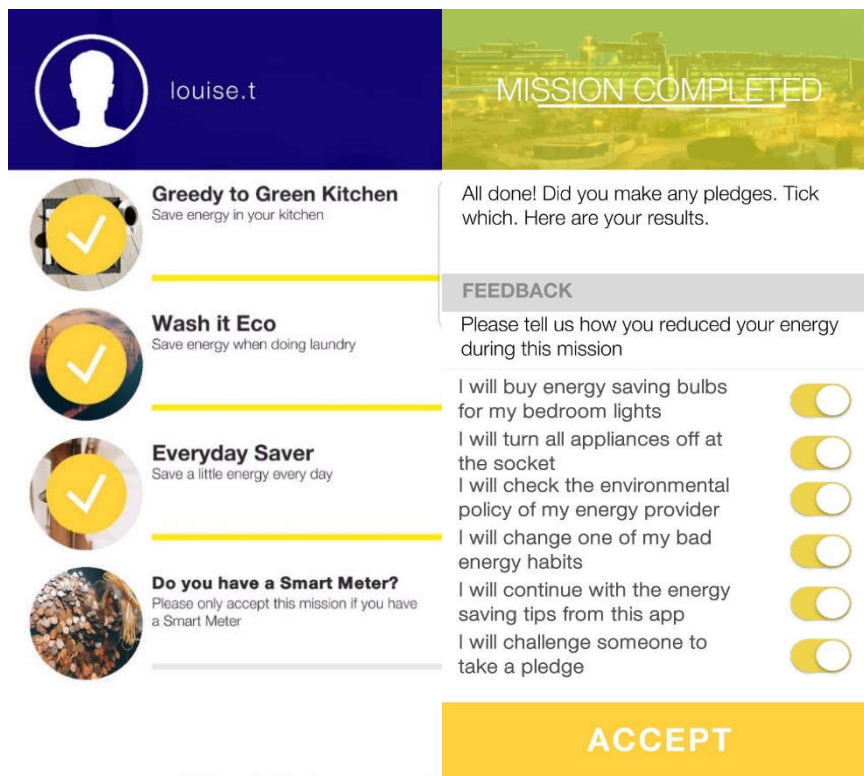 louise.t
Greedy to Green Kitchen
Save energy in your kitchen
Wash it Eco
Save energy when doing laundry
Everyday Saver
Save a little energy every day
Do you have a Smart Meter?
Please only accept this mission if you have
a Smart Meter
MISSION COMPLETED
All done! Did you make any pledges. Tick
which. Here are your results.
FEEDBACK
Please tell us how you reduced your energy
during this mission
I will buy energy saving bulbs
for my bedroom lights
I will turn all appliances off at
the socket
I will check the environmental
policy of my energy provider
I will change one of my bad
energy habits
I will continue with the energy
saving tips from this app
I will challenge someone to
take a pledge
ACCEPT